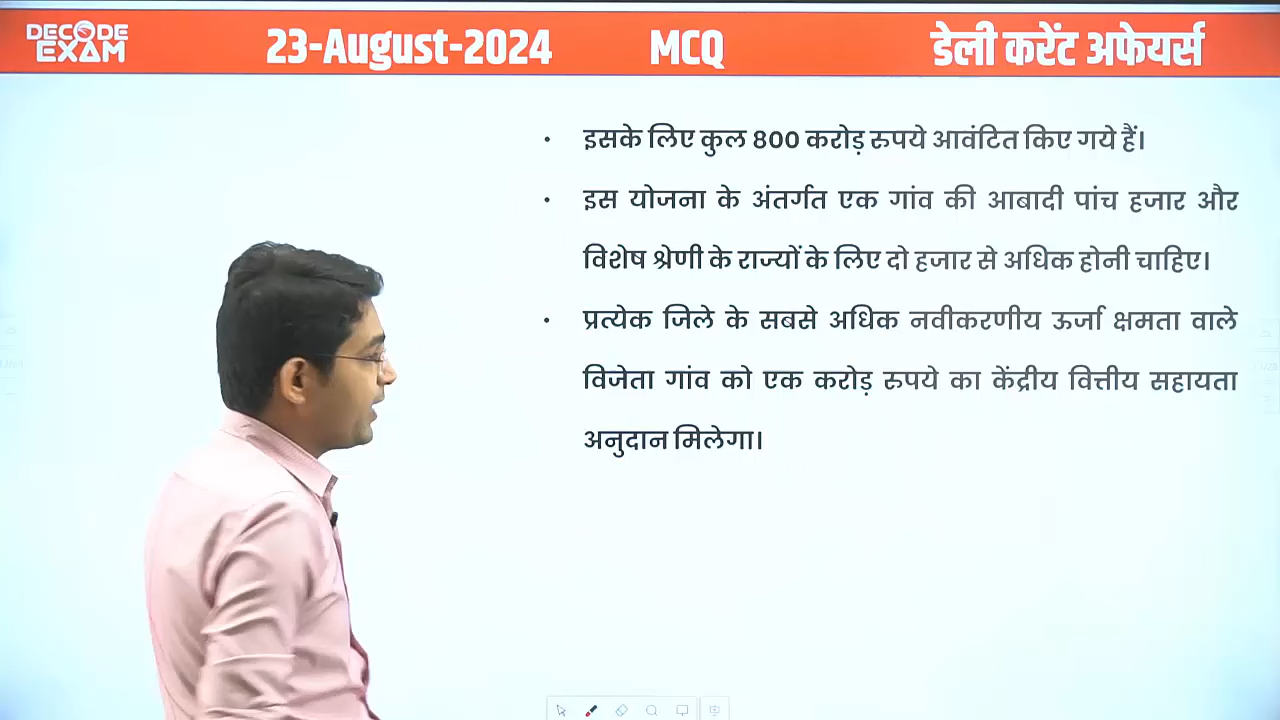 DECODE EXAM
23-August-2024 MCQ डेली करेंट अफेयर्स
• इसके लिए कुल 800 करोड़ रुपये आवंटित किए गये हैं।
• इस योजना के अंतर्गत एक गांव की आबादी पांच हजार और
विशेष श्रेणी के राज्यों के लिए दो हजार से अधिक होनी चाहिए।
• प्रत्येक जिले के सबसे अधिक नवीकरणीय ऊर्जा क्षमता वाले
विजेता गांव को एक करोड़ रुपये का केंद्रीय वित्तीय सहायता
अनुदान मिलेगा।